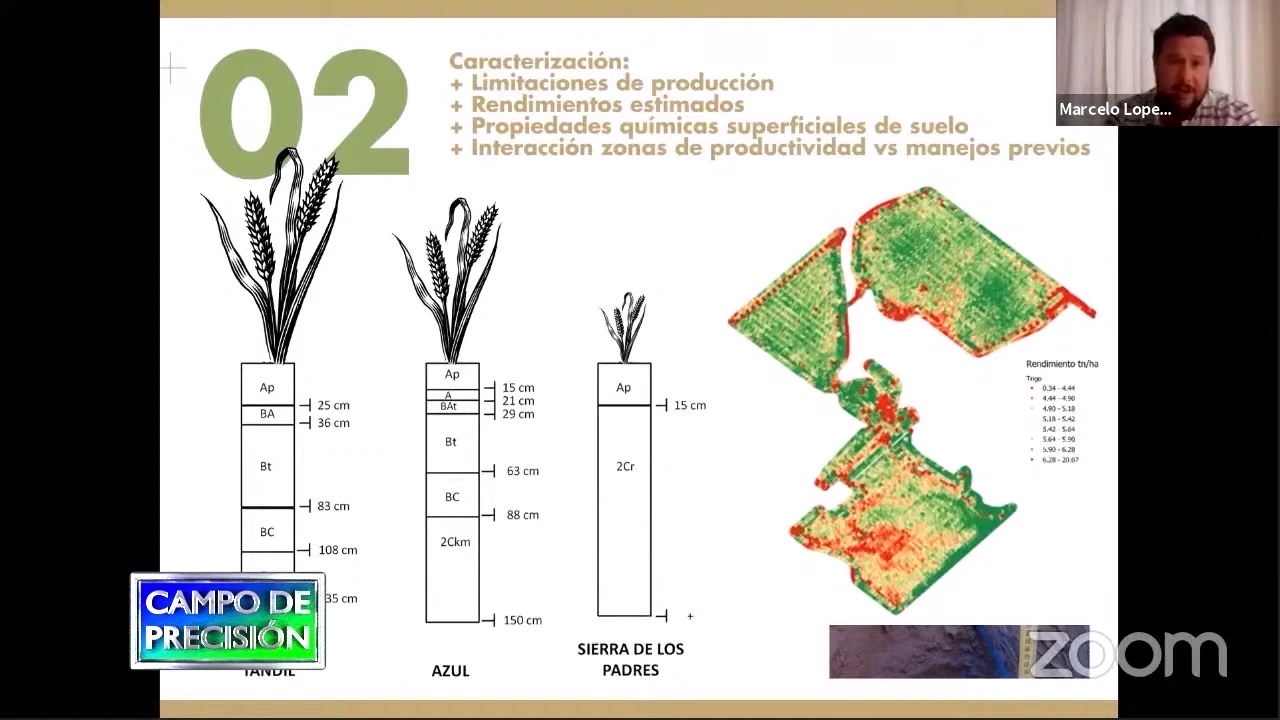 02
Caracterización:
+ Limitaciones de producción
+ Rendimientos estimados
+ Propiedades químicas superficiales de suelo
+ Interacción zonas de productividad vs manejos previos
Marcelo Lope...
Ap
25 cm
BA
36 cm
Bt
83 cm
BC
108 cm
35 cm
TANDIL
Ap
15 cm
A
21 cm
BAt
29 cm
Bt
63 cm
BC
88 cm
2Ckm
150 cm
AZUL
Ap
15 cm
2Cr
+
SIERRA DE LOS
PADRES
Rendimiento tn/ha
Trigo
0.34 - 4.44
4.44 - 4.90
4.90 - 5.18
5.18 - 5.42
5.42 - 5.64
5.64 - 5.90
5.90 - 6.28
6.28 - 20.07
CAMPO DE
PRECISIÓN
zoom